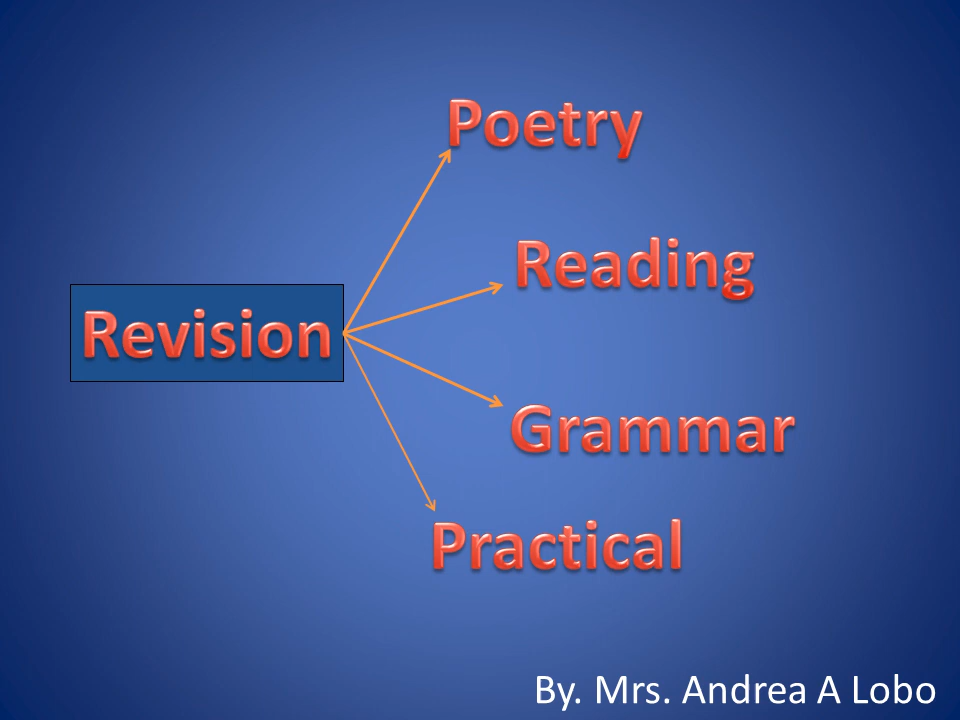 Poetry
Reading
Revision
Grammar
Practical
By. Mrs. Andrea A Lobo